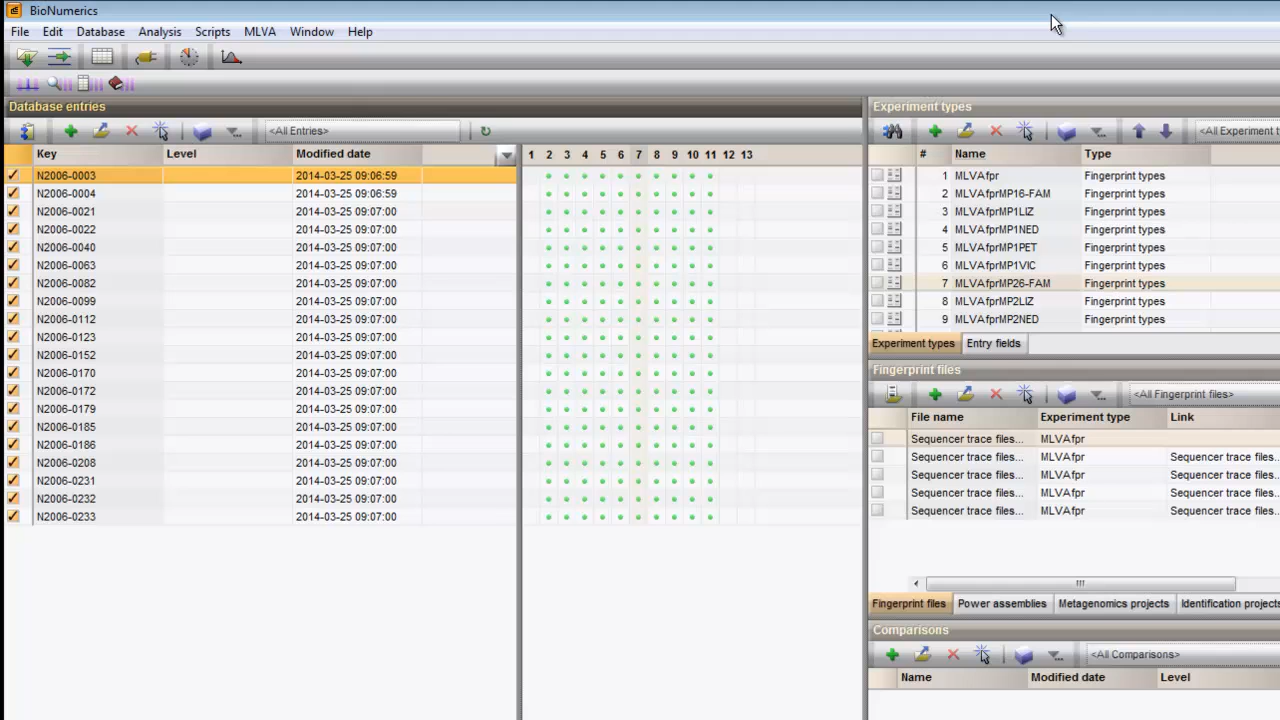 BioNumerics
File Edit Database Analysis Scripts MLVA Window Help
Database entries
<All Entries>
Key Level Modified date 1 2 3 4 5 6 7 8 9 10 11 12 13
N2006-0003 2014-03-25 09:06:59
N2006-0004 2014-03-25 09:06:59
N2006-0021 2014-03-25 09:07:00
N2006-0022 2014-03-25 09:07:00
N2006-0040 2014-03-25 09:07:00
N2006-0063 2014-03-25 09:07:00
N2006-0082 2014-03-25 09:07:00
N2006-0099 2014-03-25 09:07:00
N2006-0112 2014-03-25 09:07:00
N2006-0123 2014-03-25 09:07:00
N2006-0152 2014-03-25 09:07:00
N2006-0170 2014-03-25 09:07:00
N2006-0172 2014-03-25 09:07:00
N2006-0179 2014-03-25 09:07:00
N2006-0185 2014-03-25 09:07:00
N2006-0186 2014-03-25 09:07:00
N2006-0208 2014-03-25 09:07:00
N2006-0231 2014-03-25 09:07:00
N2006-0232 2014-03-25 09:07:00
N2006-0233 2014-03-25 09:07:00
Experiment types
<All Experiment t
# Name Type
1 MLVAfpr Fingerprint types
2 MLVAfprMP16-FAM Fingerprint types
3 MLVAfprMP1LIZ Fingerprint types
4 MLVAfprMP1NED Fingerprint types
5 MLVAfprMP1PET Fingerprint types
6 MLVAfprMP1VIC Fingerprint types
7 MLVAfprMP26-FAM Fingerprint types
8 MLVAfprMP2LIZ Fingerprint types
9 MLVAfprMP2NED Fingerprint types
Experiment types Entry fields
Fingerprint files
<All Fingerprint files>
File name Experiment type Link
Sequencer trace files... MLVAfpr
Sequencer trace files... MLVAfpr Sequencer trace files...
Sequencer trace files... MLVAfpr Sequencer trace files...
Sequencer trace files... MLVAfpr Sequencer trace files...
Sequencer trace files... MLVAfpr Sequencer trace files...
Fingerprint files Power assemblies Metagenomics projects Identification projects
Comparisons
<All Comparisons>
Name Modified date Level